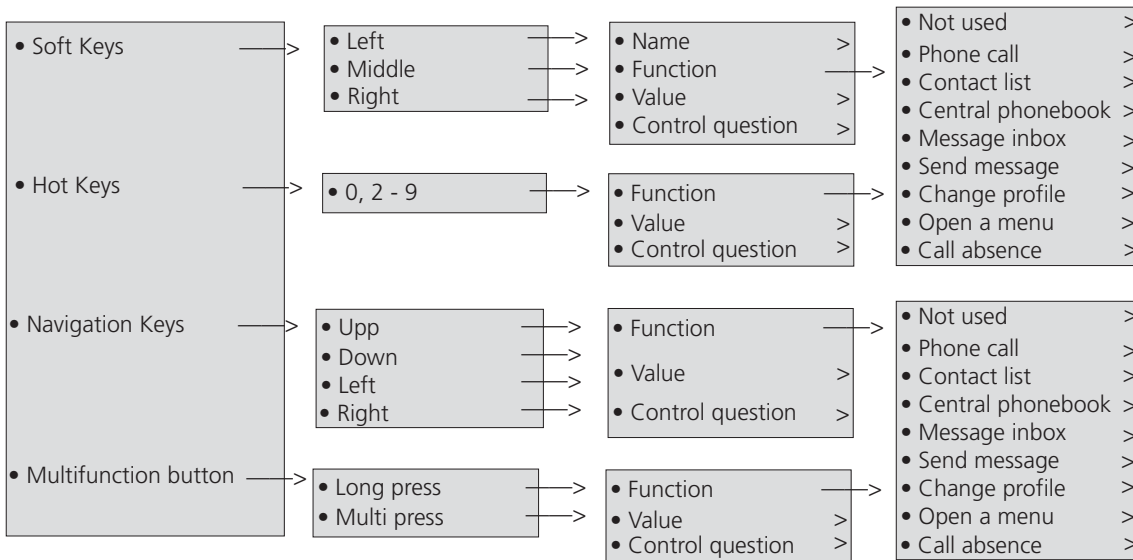 • Soft Keys
• Hot Keys
• Navigation Keys
• Multifunction button
• Left
• Middle
• Right
• Name
• Function
• Value
• Control question
• Not used
• Phone call
• Contact list
• Central phonebook
• Message inbox
• Send message
• Change profile
• Open a menu
• Call absence
• 0, 2 - 9
• Function
• Value
• Control question
• Upp
• Down
• Left
• Right
• Function
• Value
• Control question
• Not used
• Phone call
• Contact list
• Central phonebook
• Message inbox
• Send message
• Change profile
• Open a menu
• Call absence
• Long press
• Multi press
• Function
• Value
• Control question